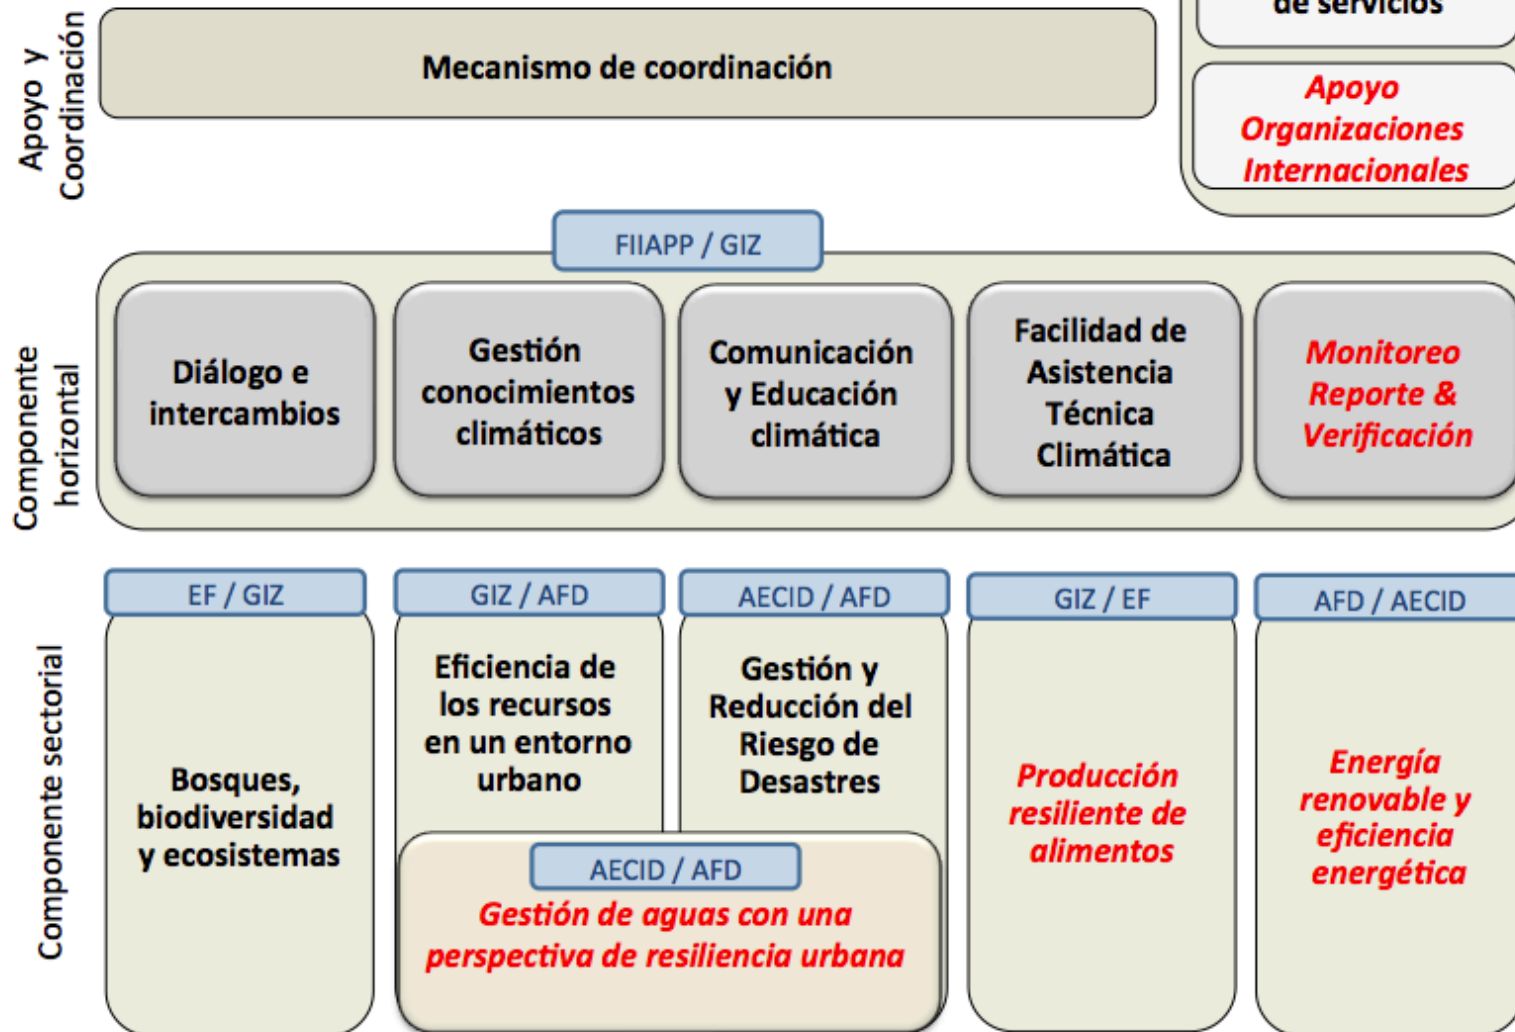 Apoyo y
Coordinación
Mecanismo de coordinación
de servicios
Apoyo
Organizaciones
Internacionales
Componente
horizontal
FIIAPP / GIZ
Diálogo e
intercambios
Gestión
conocimientos
climáticos
Comunicación
y Educación
climática
Facilidad de
Asistencia
Técnica
Climática
Monitoreo
Reporte &
Verificación
Componente sectorial
EF / GIZ
Bosques,
biodiversidad
y ecosistemas
GIZ / AFD
Eficiencia de
los recursos
en un entorno
urbano
AECID / AFD
Gestión y
Reducción del
Riesgo de
Desastres
AECID / AFD
Gestión de aguas con una
perspectiva de resiliencia urbana
GIZ / EF
Producción
resiliente de
alimentos
AFD / AECID
Energía
renovable y
eficiencia
energética